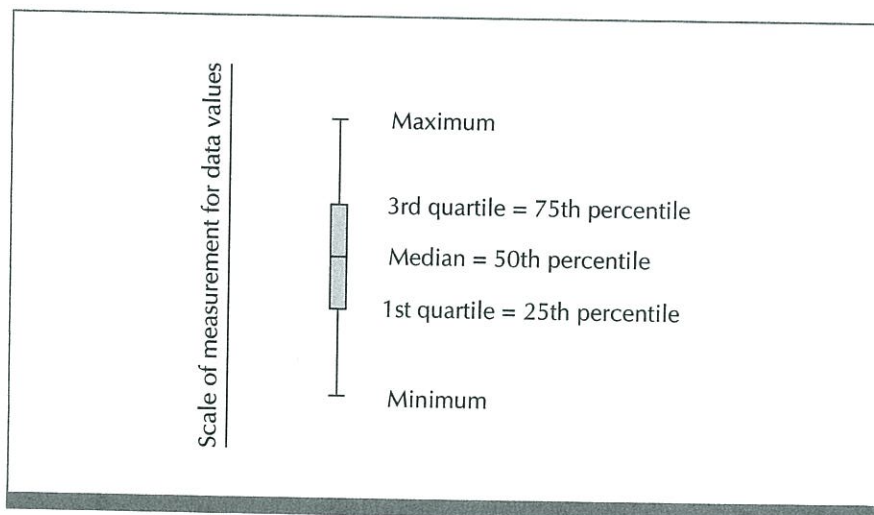 Scale of measurement for data values
Maximum
3rd quartile = 75th percentile
Median = 50th percentile
1st quartile = 25th percentile
Minimum